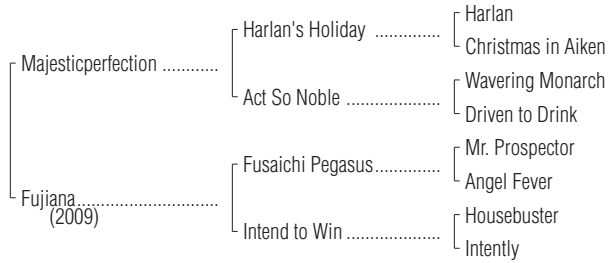 Harlan
Harlan's Holiday ..............
Christmas in Aiken
Majesticperfection ............
Wavering Monarch
Act So Noble ....................
Driven to Drink
Mr. Prospector
Fusaichi Pegasus..............
Angel Fever
Fujiana..............................
(2009)
Housebuster
Intend to Win ....................
Intently